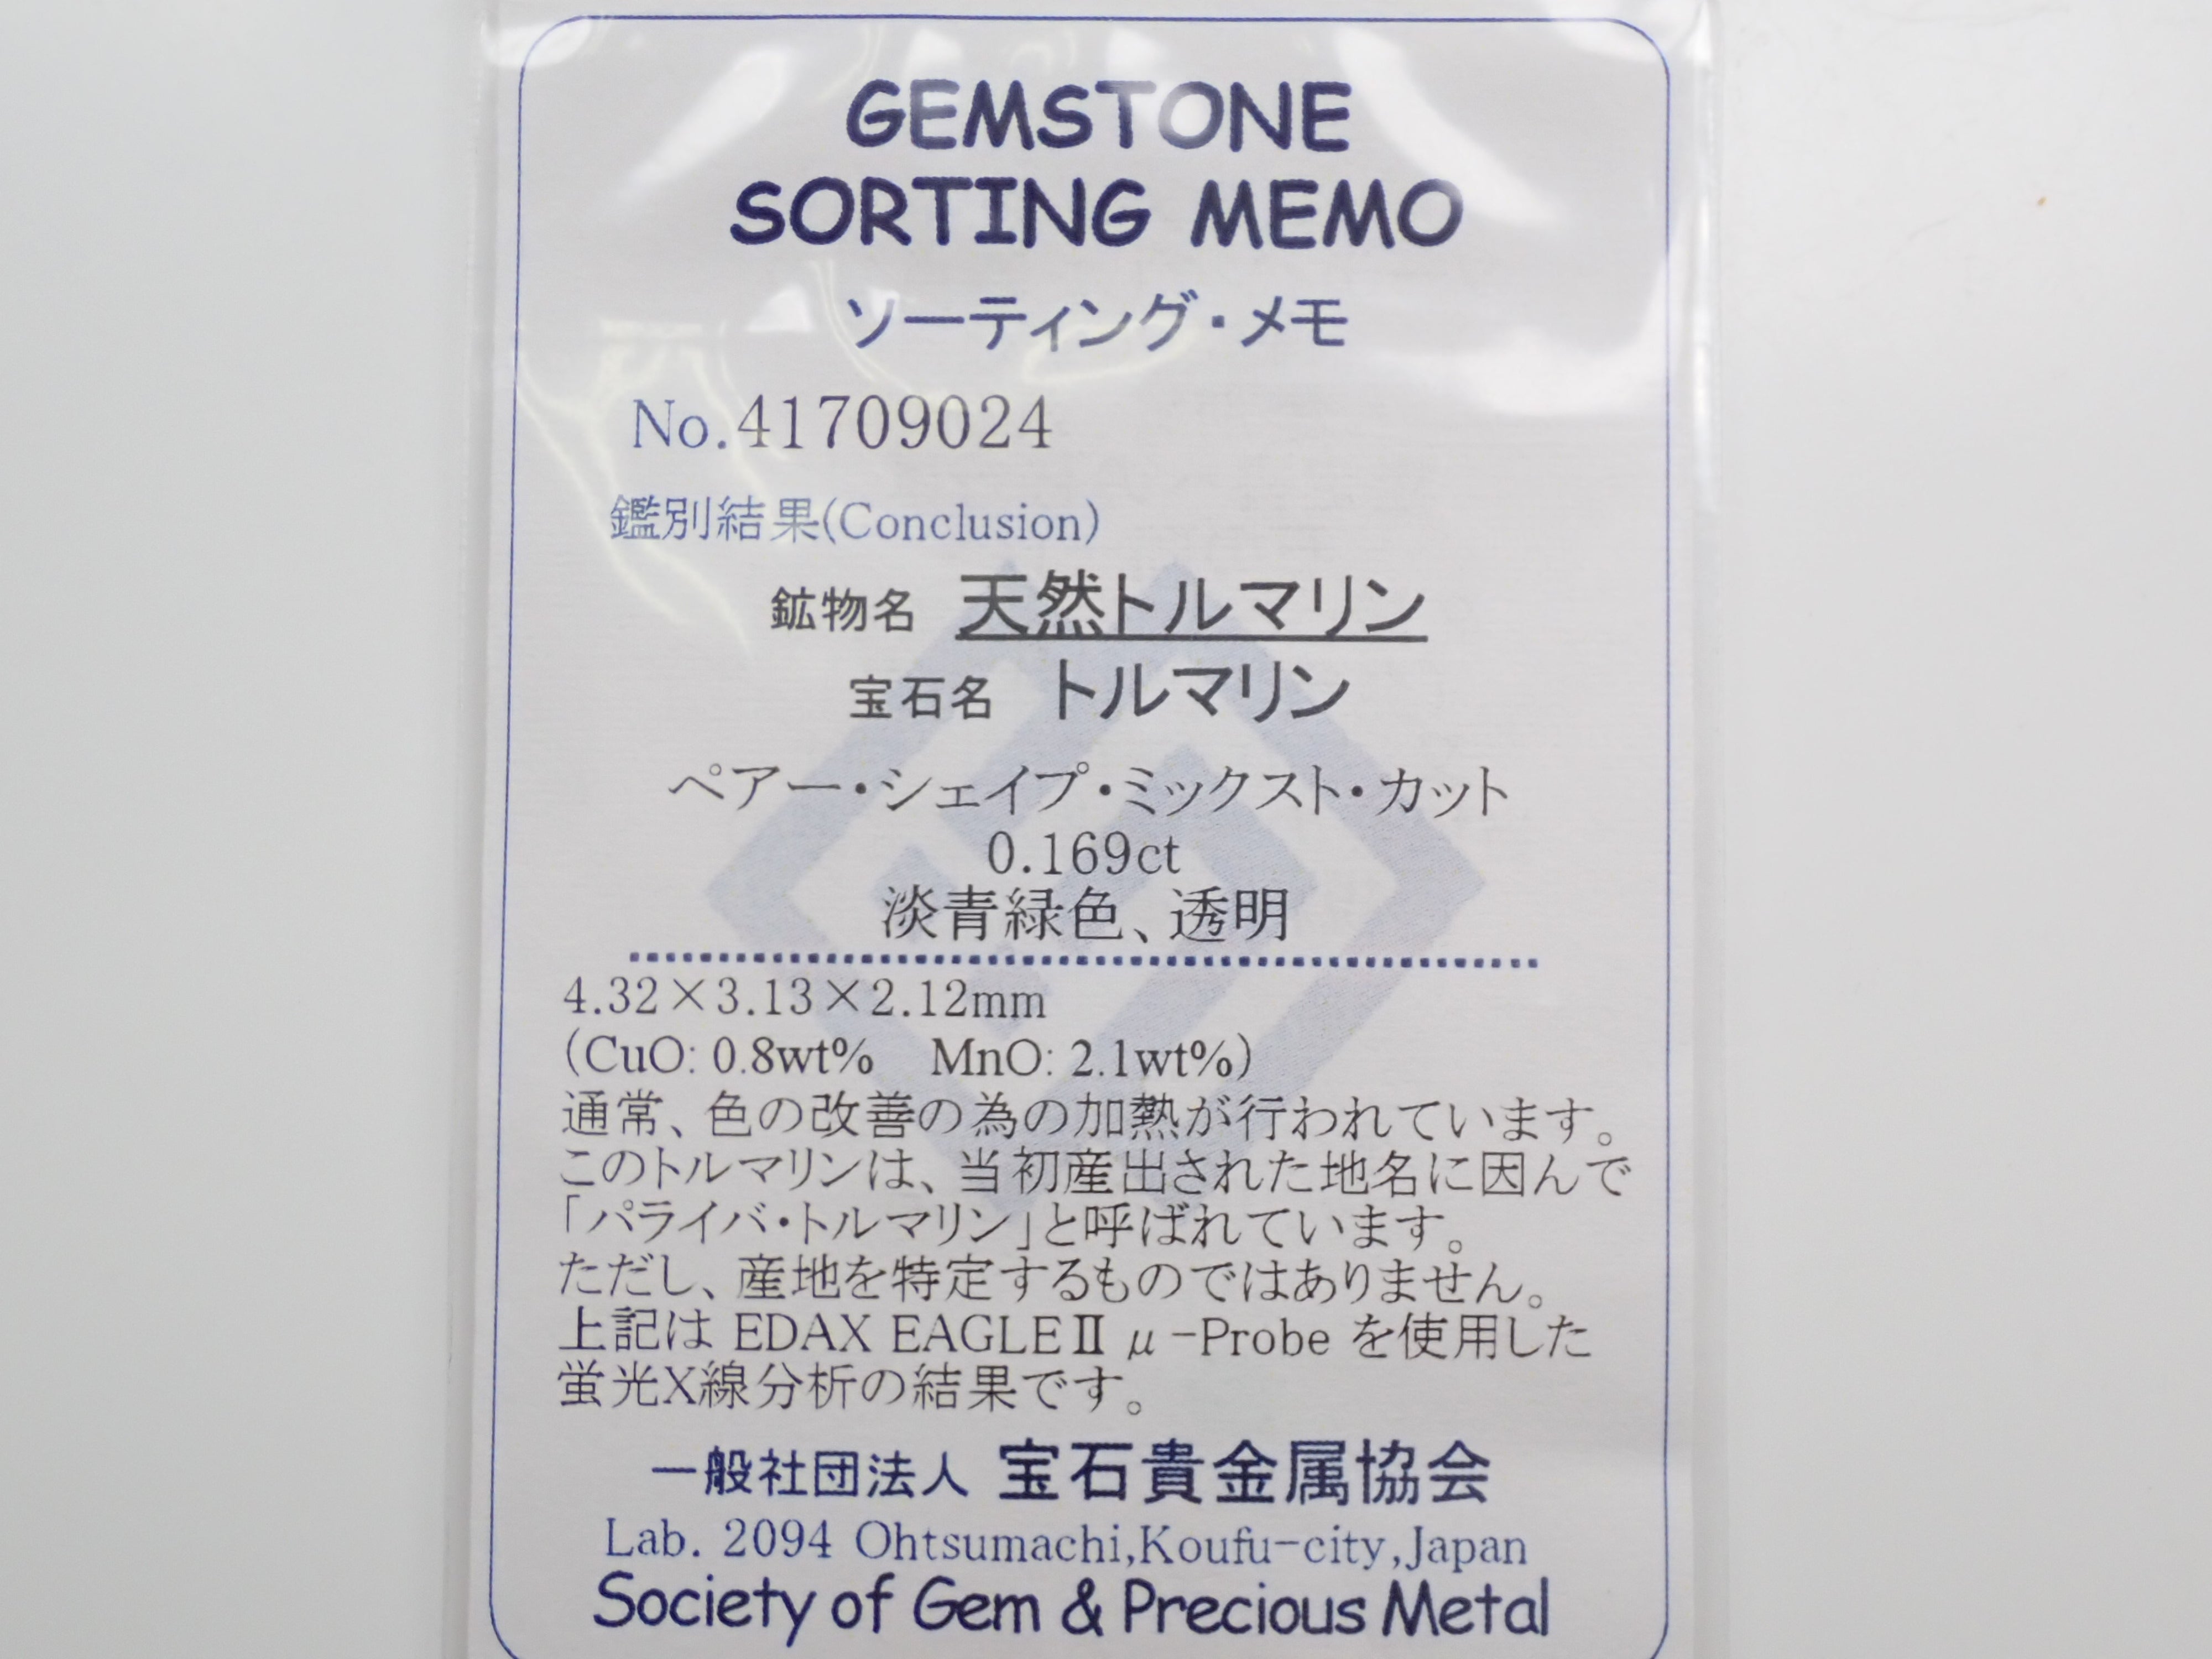 GEMSTONE
SORTING MEMO
ソーティング・メモ
No.41709024
鑑別結果(Conclusion)
鉱物名 天然トルマリン
宝石名 トルマリン
ペアー・シェイプ・ミックスト・カット
0.169ct
淡青緑色、透明
4.32×3.13×2.12mm
(CuO: 0.8wt% MnO: 2.1wt%)
通常、色の改善の為の加熱が行われています。
このトルマリンは、当初産出された地名に因んで
「パライバ・トルマリン」と呼ばれています。
ただし、産地を特定するものではありません。
上記は EDAX EAGLEⅡ μ-Probe を使用した
蛍光X線分析の結果です。
一般社団法人 宝石貴金属協会
Lab. 2094 Ohtsumachi,Koufu-city,Japan
Society of Gem & Precious Metal